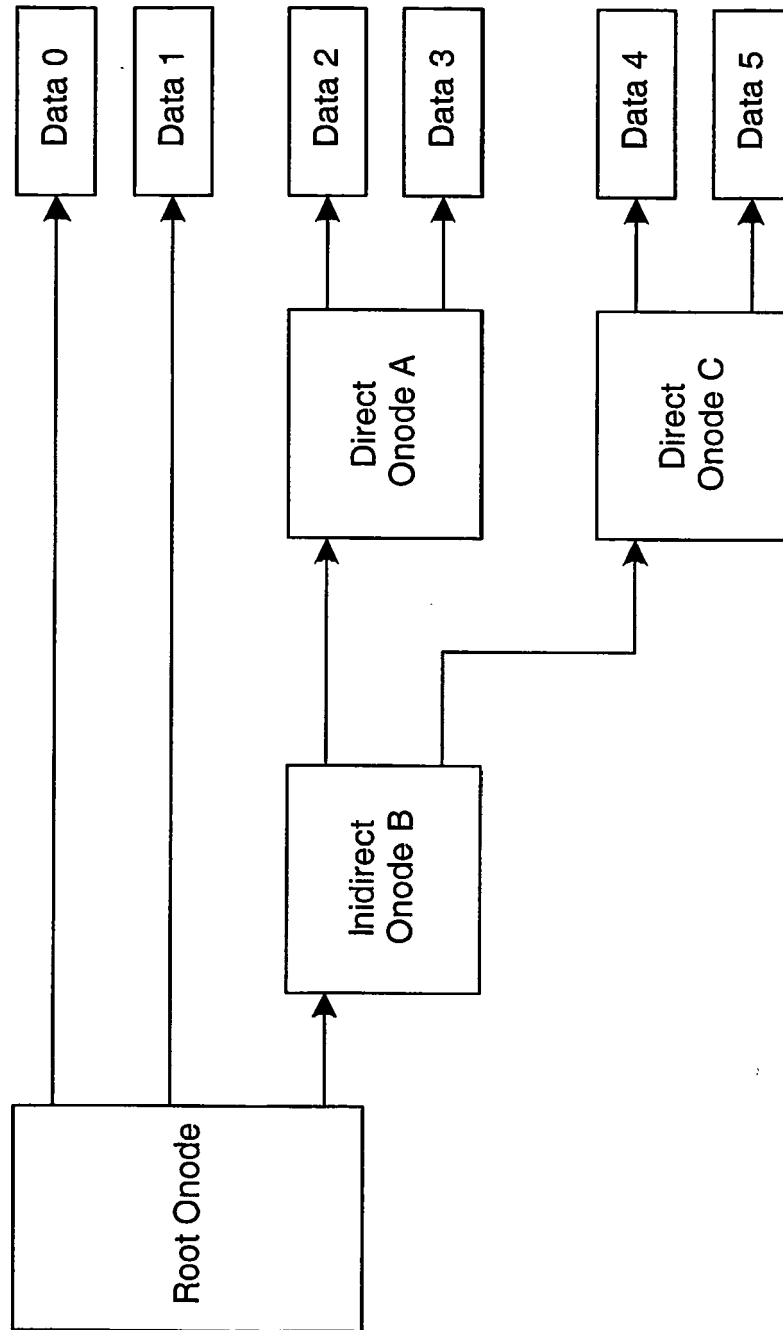 Root Onode
Data 0
Data 1
Inidirect
Onode B
Direct
Onode A
Data 2
Data 3
Direct
Onode C
Data 4
Data 5